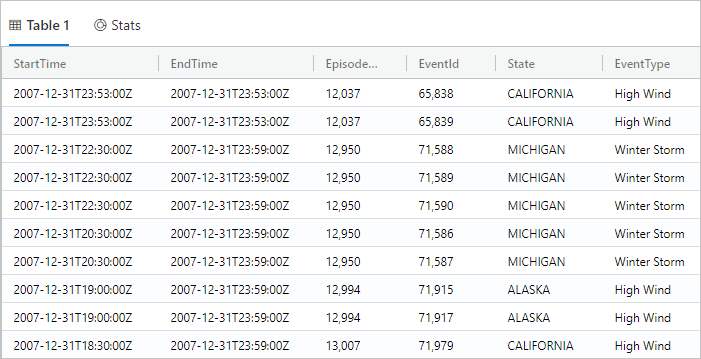 Table 1 Stats
StartTime EndTime Episode... EventId State EventType
2007-12-31T23:53:00Z 2007-12-31T23:53:00Z 12,037 65,838 CALIFORNIA High Wind
2007-12-31T23:53:00Z 2007-12-31T23:53:00Z 12,037 65,839 CALIFORNIA High Wind
2007-12-31T22:30:00Z 2007-12-31T23:59:00Z 12,950 71,588 MICHIGAN Winter Storm
2007-12-31T22:30:00Z 2007-12-31T23:59:00Z 12,950 71,589 MICHIGAN Winter Storm
2007-12-31T22:30:00Z 2007-12-31T23:59:00Z 12,950 71,590 MICHIGAN Winter Storm
2007-12-31T20:30:00Z 2007-12-31T23:59:00Z 12,950 71,586 MICHIGAN Winter Storm
2007-12-31T20:30:00Z 2007-12-31T23:59:00Z 12,950 71,587 MICHIGAN Winter Storm
2007-12-31T19:00:00Z 2007-12-31T23:59:00Z 12,994 71,915 ALASKA High Wind
2007-12-31T19:00:00Z 2007-12-31T23:59:00Z 12,994 71,917 ALASKA High Wind
2007-12-31T18:30:00Z 2007-12-31T23:59:00Z 13,007 71,979 CALIFORNIA High Wind